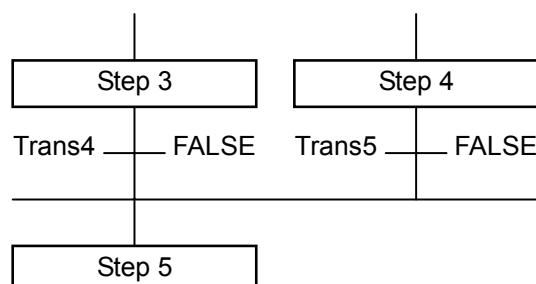 Step 3 Step 4
Trans4 FALSE Trans5 FALSE
Step 5